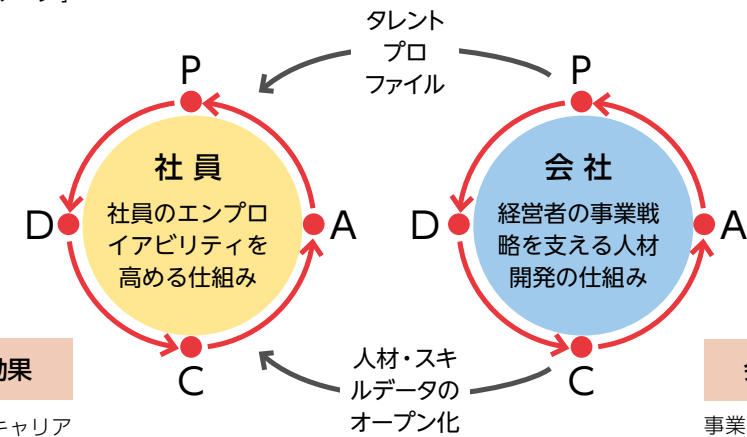 タレント
プロ
ファイル
P
社員
社員のエンプロ
イアビリティを
高める仕組み
D
A
C
P
会社
経営者の事業戦
略を支える人材
開発の仕組み
D
A
C
人材・スキ
ルデータの
オープン化
効果
キャリア
事業